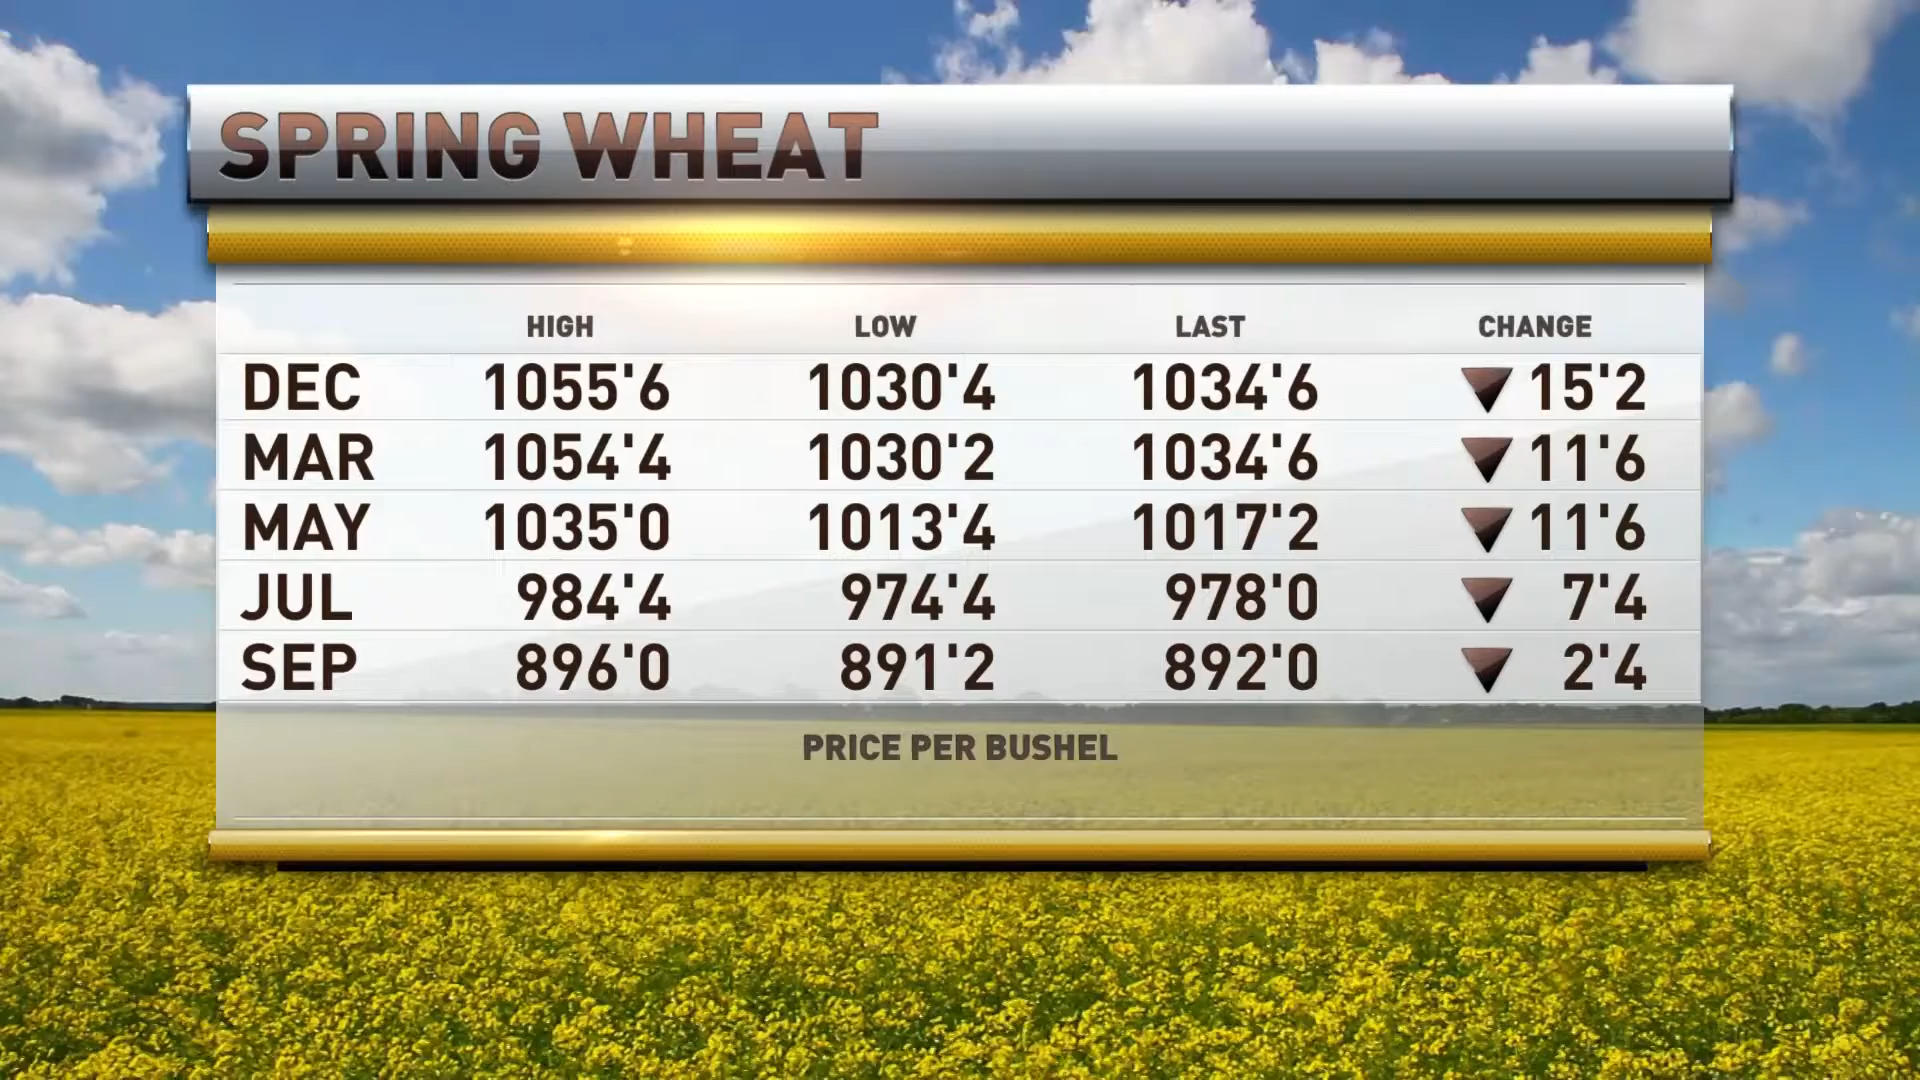 SPRING WHEAT
HIGH LOW LAST CHANGE
DEC 1055'6 1030'4 1034'6 ▼ 15'2
MAR 1054'4 1030'2 1034'6 ▼ 11'6
MAY 1035'0 1013'4 1017'2 ▼ 11'6
JUL 984'4 974'4 978'0 ▼ 7'4
SEP 896'0 891'2 892'0 ▼ 2'4
PRICE PER BUSHEL